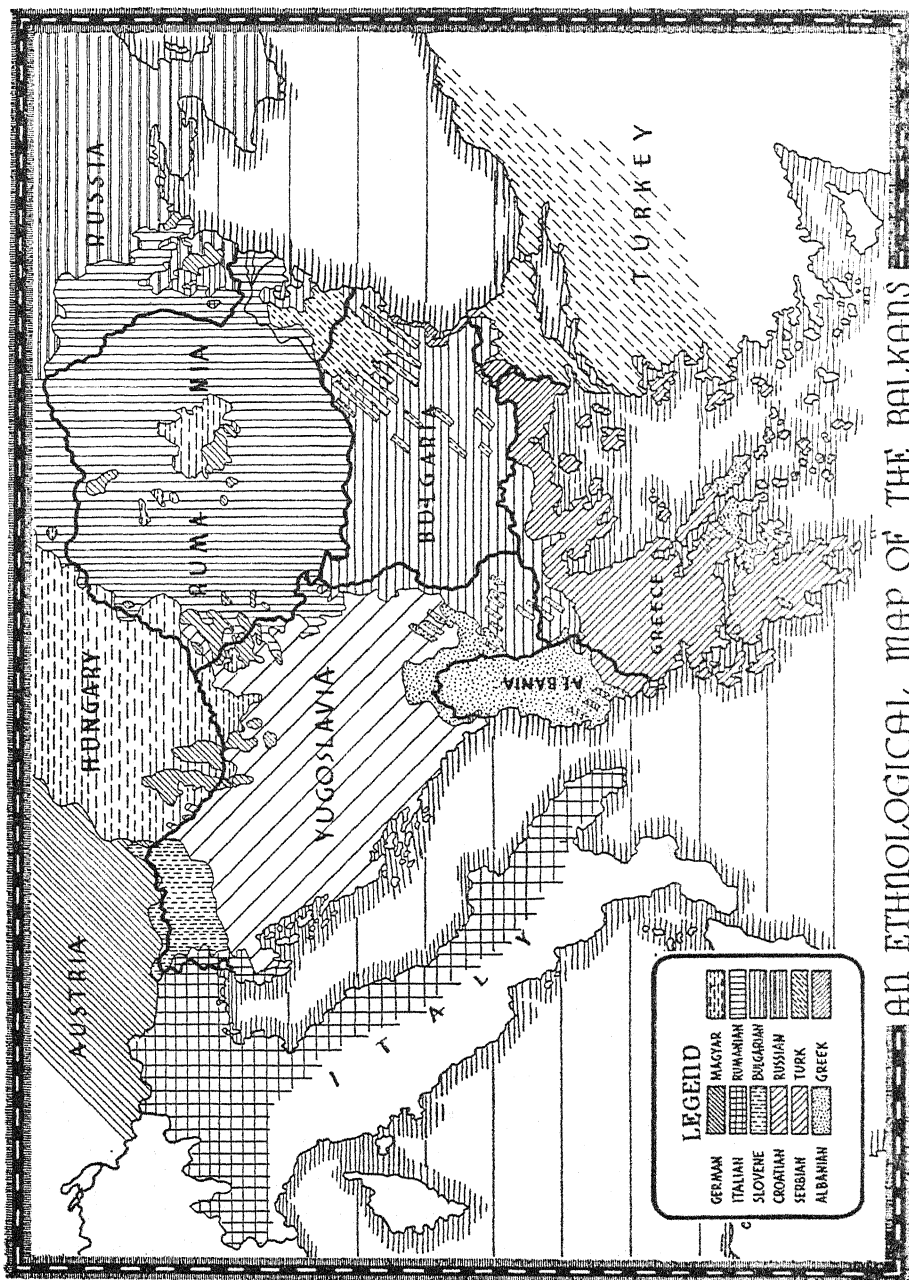 RUSSIA
AUSTRIA
HUNGARY
RUMANIA
YUGOSLAVIA
BULGARIA
ITALY
ALBANIA
GREECE
TURKEY
LEGEND
GERMAN MAGYAR
ITALIAN RUMANIAN
SLOVENE BULGARIAN
CROATIAN RUSSIAN
SERBIAN TURK
ALBANIAN GREEK
AN ETHNOLOGICAL MAP OF THE BALKANS